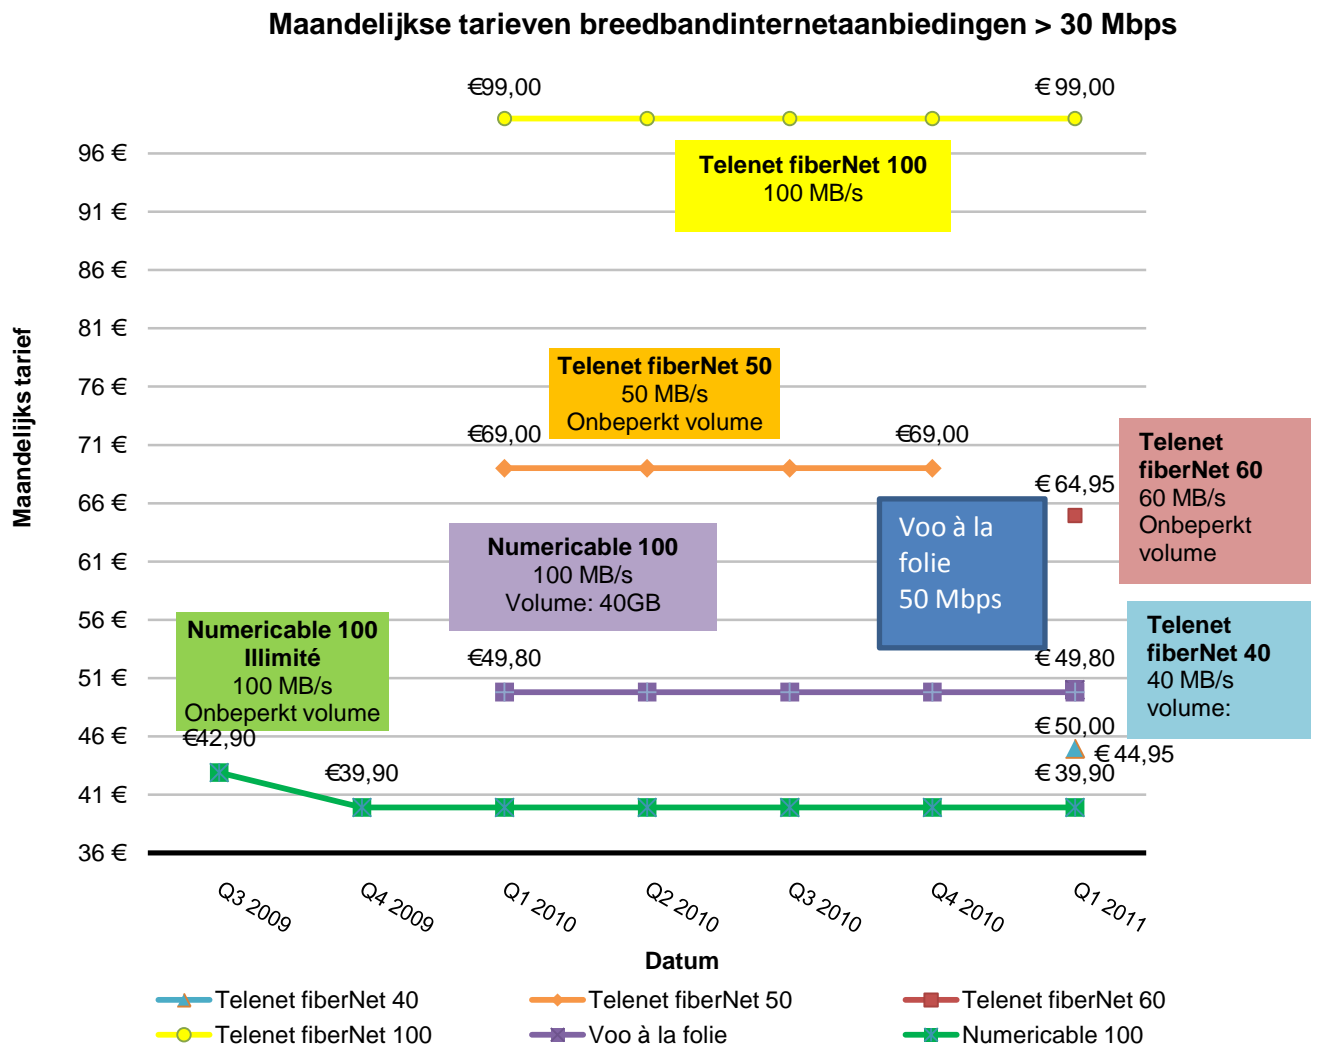 Maandelijkse tarieven breedbandinternetaanbiedingen > 30 Mbps
€99,00
€ 99,00
96 €
91 €
86 €
81 €
76 €
71 €
66 €
61 €
56 €
51 €
46 €
41 €
36 €
Maandelijks tarief
Telenet fiberNet 100
100 MB/s
Telenet fiberNet 50
50 MB/s
Onbeperkt volume
€69,00
€69,00
Telenet
fiberNet 60
60 MB/s
Onbeperkt
volume
€ 64,95
Voo à la
folie
50 Mbps
Numericable 100
100 MB/s
Volume: 40GB
Numericable 100
Illimité
100 MB/s
Onbeperkt volume
Telenet
fiberNet 40
40 MB/s
volume:
€49,80
€ 49,80
€ 50,00
€ 44,95
€42,90
€39,90
€ 39,90
Q3 2009
Q4 2009
Q1 2010
Q2 2010
Q3 2010
Q4 2010
Q1 2011
Datum
Telenet fiberNet 40
Telenet fiberNet 50
Telenet fiberNet 60
Telenet fiberNet 100
Voo à la folie
Numericable 100